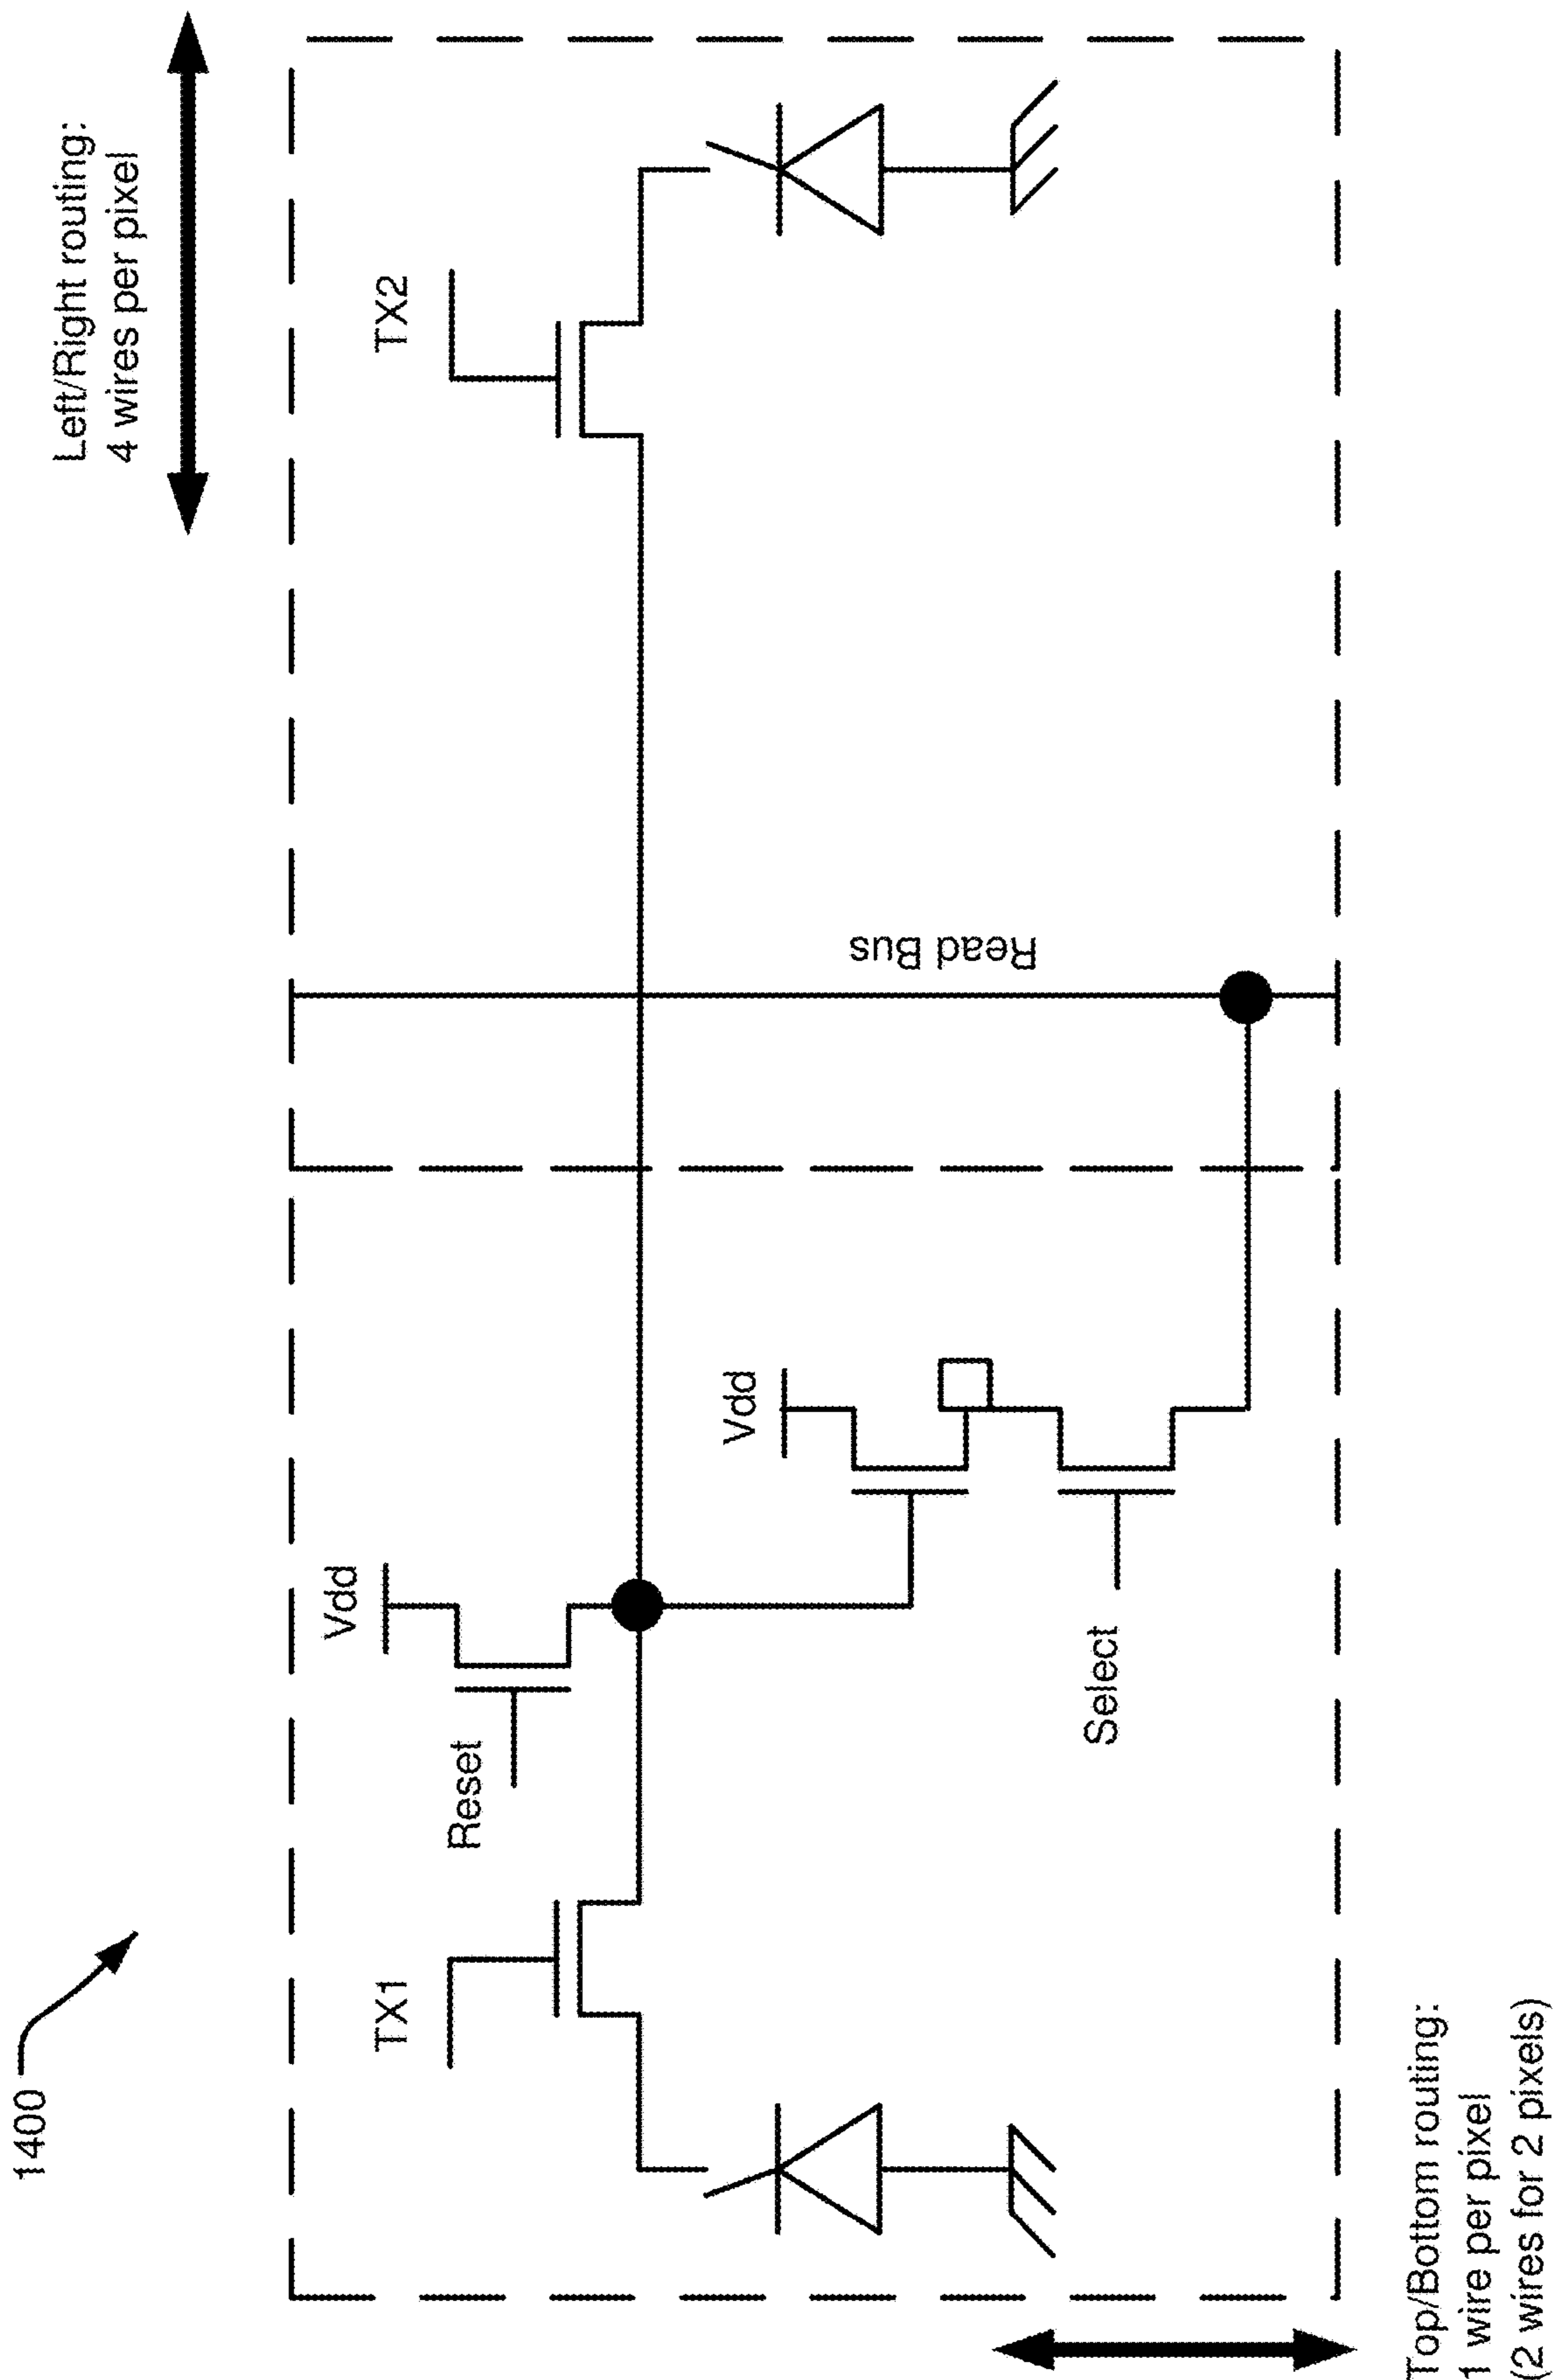 1400
Left/Right routing:
4 wires per pixel
TX1
Reset
Vdd
TX2
Vdd
Select
Read Bus
Top/Bottom routing:
1 wire per pixel
(2 wires for 2 pixels)